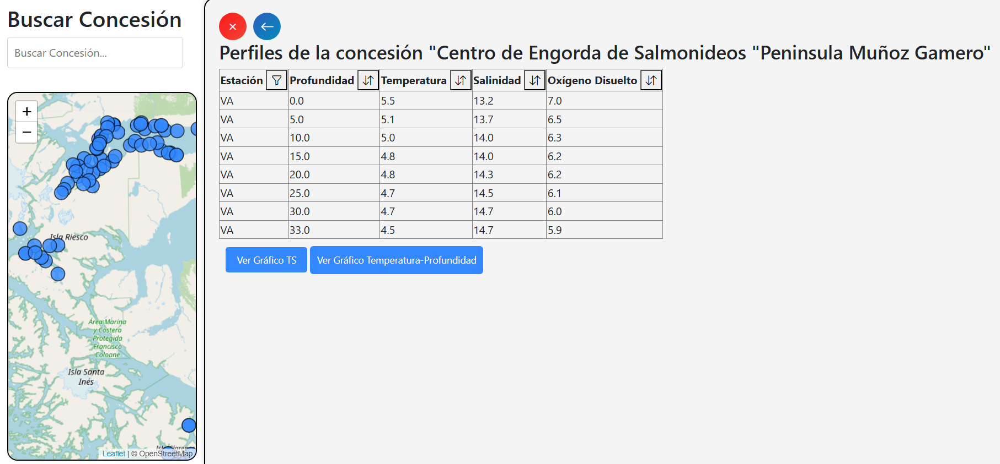 Buscar Concesión
Buscar Concesión...
+
−
Isla Riesco
Área Marina
y Costera
Protegida
Francisco
Coloane
Isla Santa
Inés
Leaflet | © OpenStreetMap
×
←
Perfiles de la concesión "Centro de Engorda de Salmonideos "Peninsula Muñoz Gamero"
Estación Profundidad Temperatura Salinidad Oxígeno Disuelto
VA 0.0 5.5 13.2 7.0
VA 5.0 5.1 13.7 6.5
VA 10.0 5.0 14.0 6.3
VA 15.0 4.8 14.0 6.2
VA 20.0 4.8 14.3 6.2
VA 25.0 4.7 14.5 6.1
VA 30.0 4.7 14.7 6.0
VA 33.0 4.5 14.7 5.9
Ver Gráfico TS
Ver Gráfico Temperatura-Profundidad